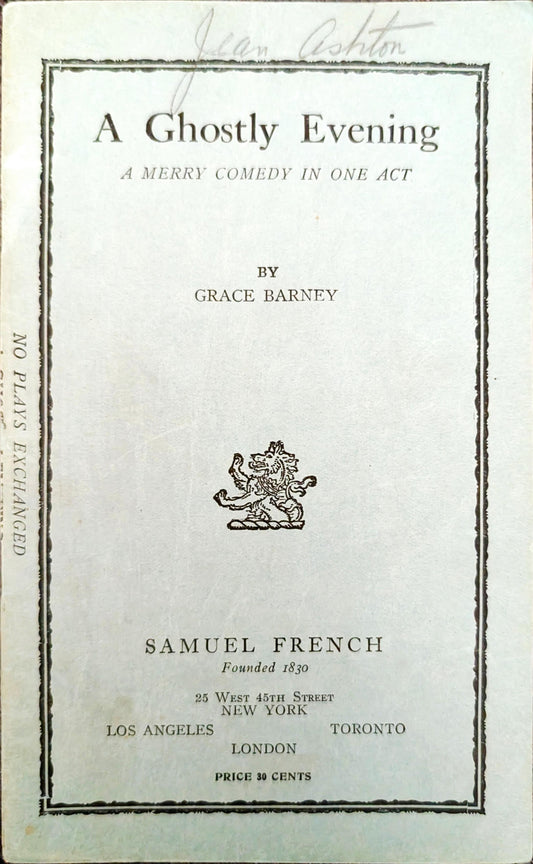 Jean Ashton
A Ghostly Evening
A MERRY COMEDY IN ONE ACT
BY
GRACE BARNEY
NO PLAYS EXCHANGED
SAMUEL FRENCH
Founded 1830
25 WEST 45TH STREET
NEW YORK
LOS ANGELES TORONTO
LONDON
PRICE 30 CENTS